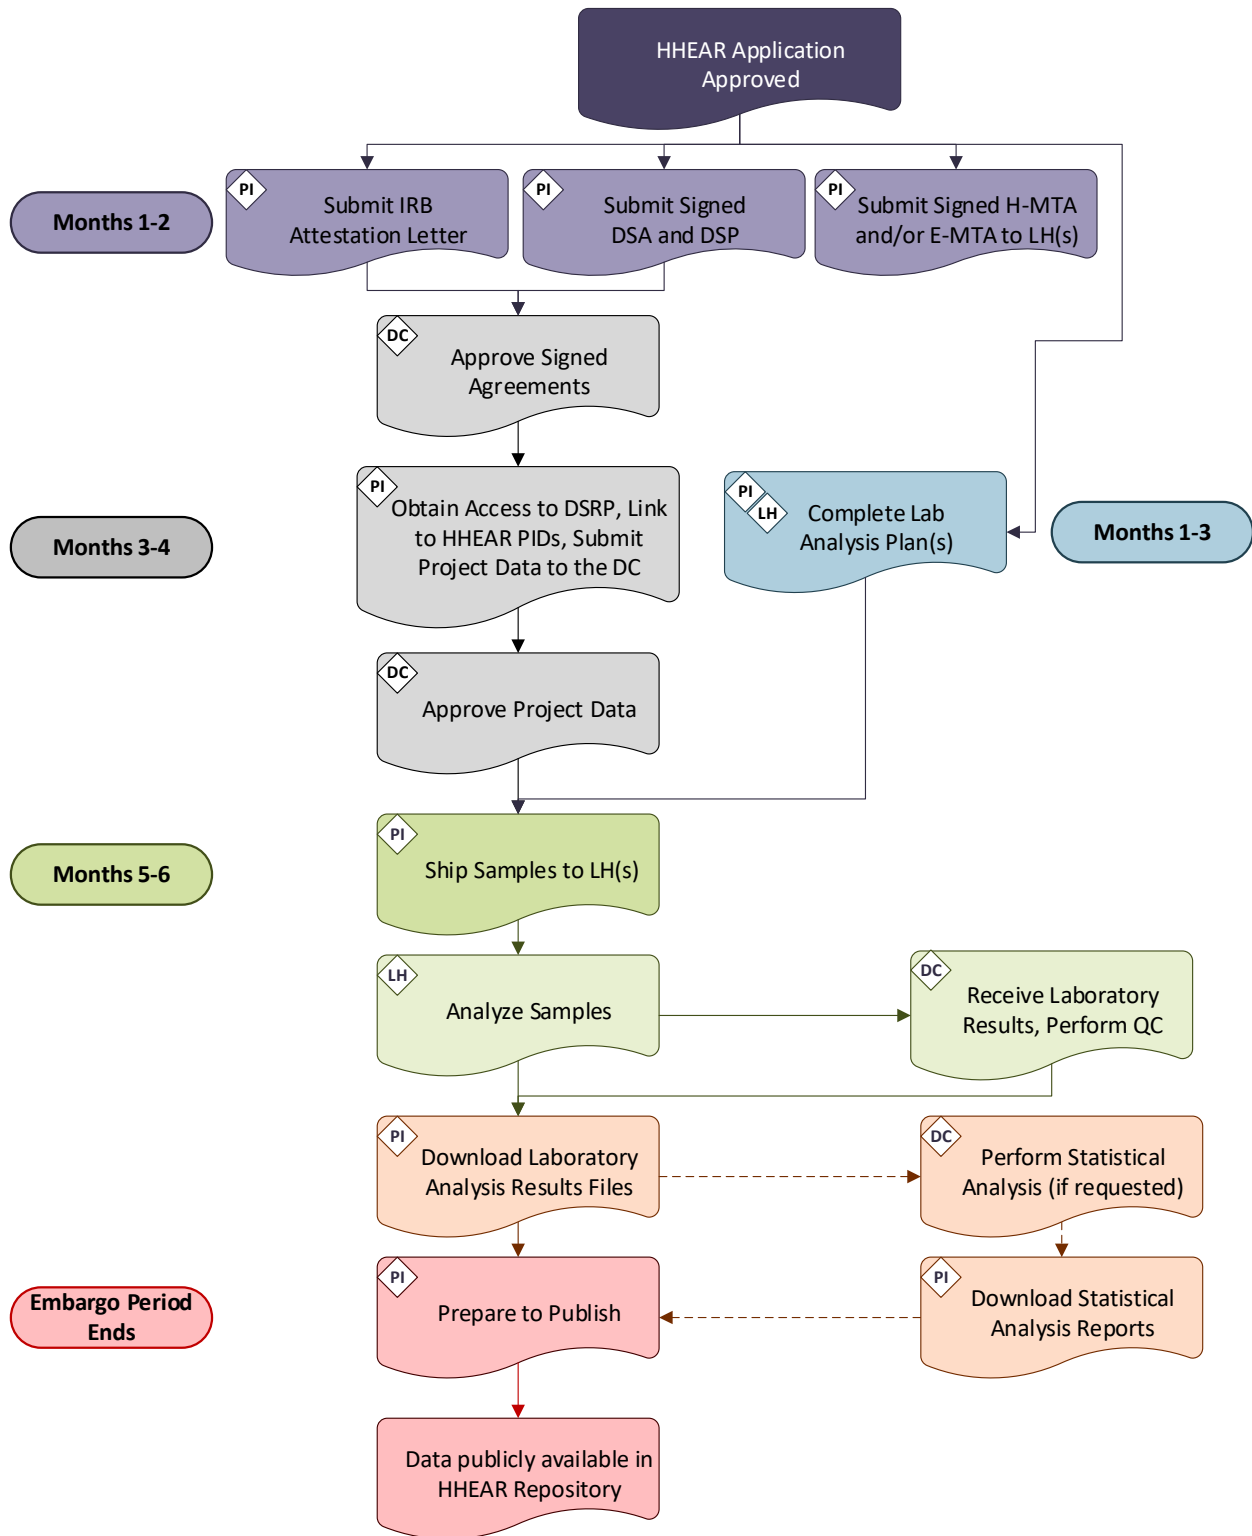 HHEAR Application
Approved
Months 1-2
PI
Submit IRB
Attestation Letter
PI
Submit Signed
DSA and DSP
PI
Submit Signed H-MTA
and/or E-MTA to LH(s)
DC
Approve Signed
Agreements
Months 3-4
PI
Obtain Access to DSRP, Link
to HHEAR PIDs, Submit
Project Data to the DC
PI
LH
Complete Lab
Analysis Plan(s)
Months 1-3
DC
Approve Project Data
Months 5-6
PI
Ship Samples to LH(s)
LH
Analyze Samples
DC
Receive Laboratory
Results, Perform QC
PI
Download Laboratory
Analysis Results Files
DC
Perform Statistical
Analysis (if requested)
Embargo Period
Ends
PI
Prepare to Publish
PI
Download Statistical
Analysis Reports
Data publicly available in
HHEAR Repository